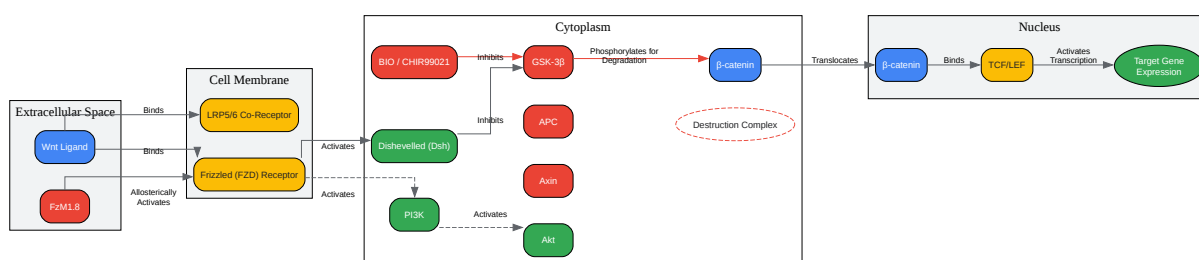 Extracellular Space
Wnt Ligand
FzM1.8
Binds
Binds
Allosterically
Activates
Cell Membrane
LRP5/6 Co-Receptor
Frizzled (FZD) Receptor
Activates
Activates
Cytoplasm
BIO / CHIR99021
Inhibits
GSK-3β
Phosphorylates for
Degradation
β-catenin
Dishevelled (Dsh)
Inhibits
APC
Destruction Complex
Axin
PI3K
Activates
Akt
Translocates
Nucleus
β-catenin
Binds
TCF/LEF
Activates
Transcription
Target Gene
Expression